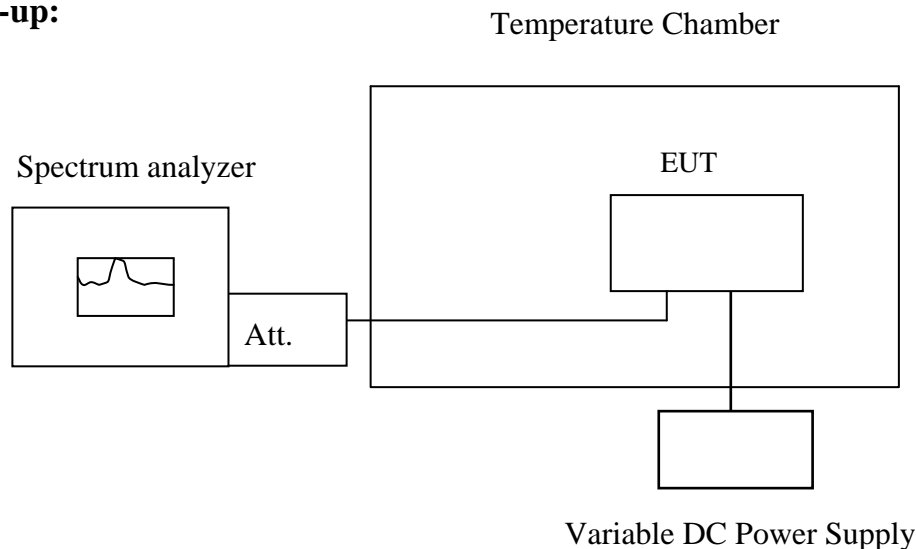 -up:
Temperature Chamber
Spectrum analyzer
EUT
Att.
Variable DC Power Supply